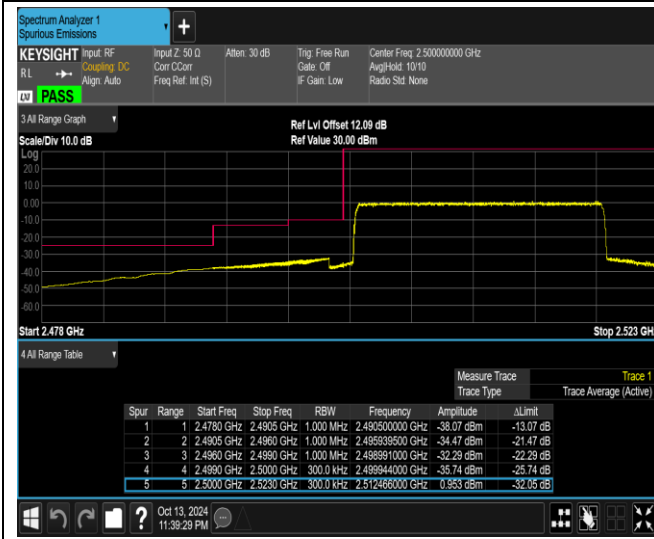 Spectrum Analyzer 1
Spurious Emissions
+
KEYSIGHT Input: RF Input Z: 50 Ω Atten: 30 dB Trig: Free Run Center Freq: 2.500000000 GHz
RL Coupling: DC Corr CCorr Gate: Off Avg|Hold: 10/10
Align: Auto Freq Ref: Int (S) IF Gain: Low Radio Std: None
LXI PASS
3 All Range Graph
Ref Lvl Offset 12.09 dB
Scale/Div 10.0 dB Ref Value 30.00 dBm
Log
20.0
10.0
0.00
-10.0
-20.0
-30.0
-40.0
-50.0
-60.0
Start 2.478 GHz Stop 2.523 GH
4 All Range Table
Measure Trace Trace 1
Trace Type Trace Average (Active)
Spur Range Start Freq Stop Freq RBW Frequency Amplitude ΔLimit
1 1 2.4780 GHz 2.4905 GHz 1.000 MHz 2.490500000 GHz -38.07 dBm -13.07 dB
2 2 2.4905 GHz 2.4960 GHz 1.000 MHz 2.495939500 GHz -34.47 dBm -21.47 dB
3 3 2.4960 GHz 2.4990 GHz 1.000 MHz 2.498991000 GHz -32.29 dBm -22.29 dB
4 4 2.4990 GHz 2.5000 GHz 300.0 kHz 2.499944000 GHz -35.74 dBm -25.74 dB
5 5 2.5000 GHz 2.5230 GHz 300.0 kHz 2.512466000 GHz 0.953 dBm -32.05 dB
? Oct 13, 2024
11:39:29 PM